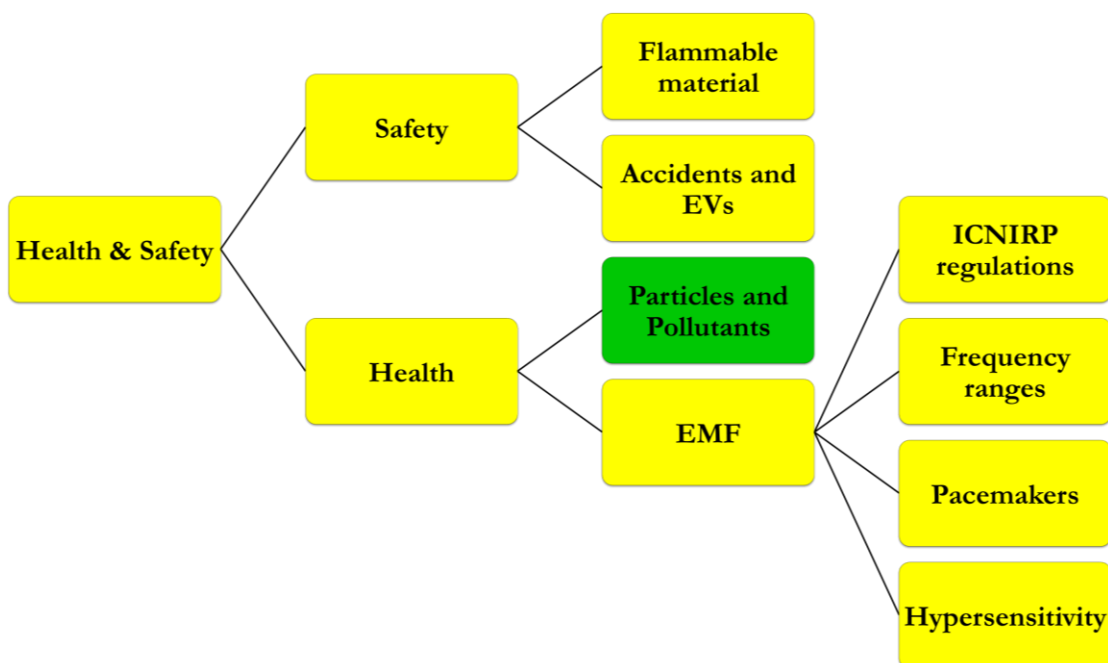 Flammable
material
Safety
Accidents and
EVs
Health & Safety
ICNIRP
regulations
Particles and
Pollutants
Frequency
ranges
Health
EMF
Pacemakers
Hypersensitivity